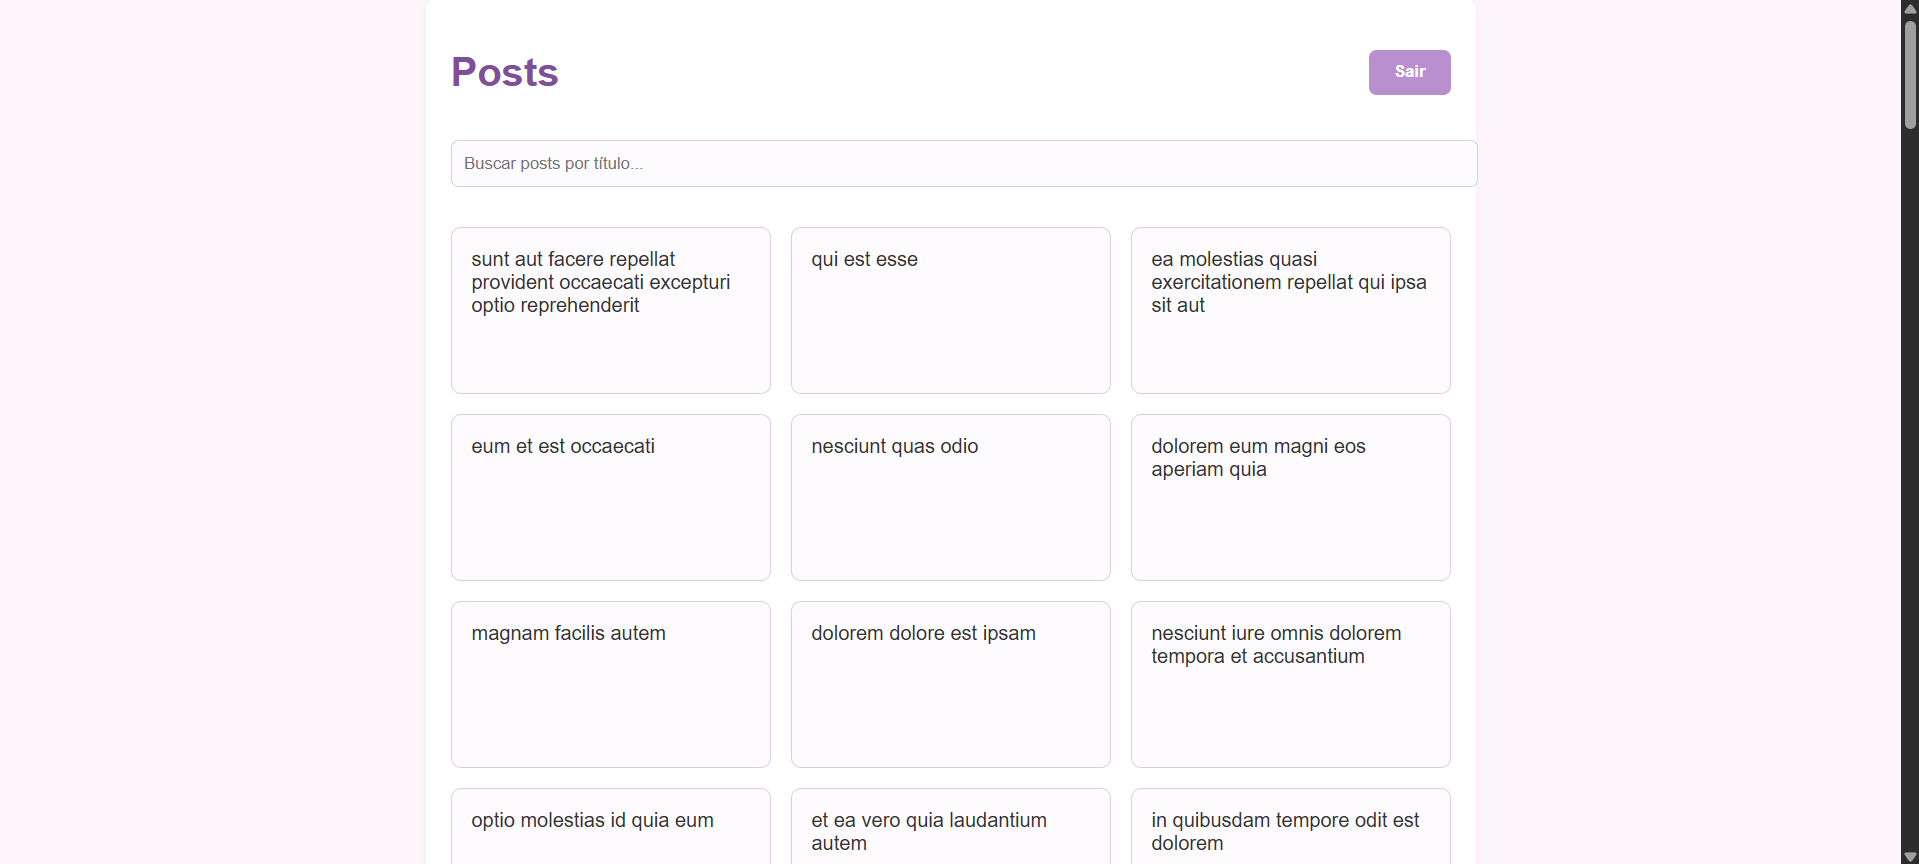 Posts
Sair
Buscar posts por título...
sunt aut facere repellat
provident occaecati excepturi
optio reprehenderit
qui est esse
ea molestias quasi
exercitationem repellat qui ipsa
sit aut
eum et est occaecati
nesciunt quas odio
dolorem eum magni eos
aperiam quia
magnam facilis autem
dolorem dolore est ipsam
nesciunt iure omnis dolorem
tempora et accusantium
optio molestias id quia eum
et ea vero quia laudantium
autem
in quibusdam tempore odit est
dolorem